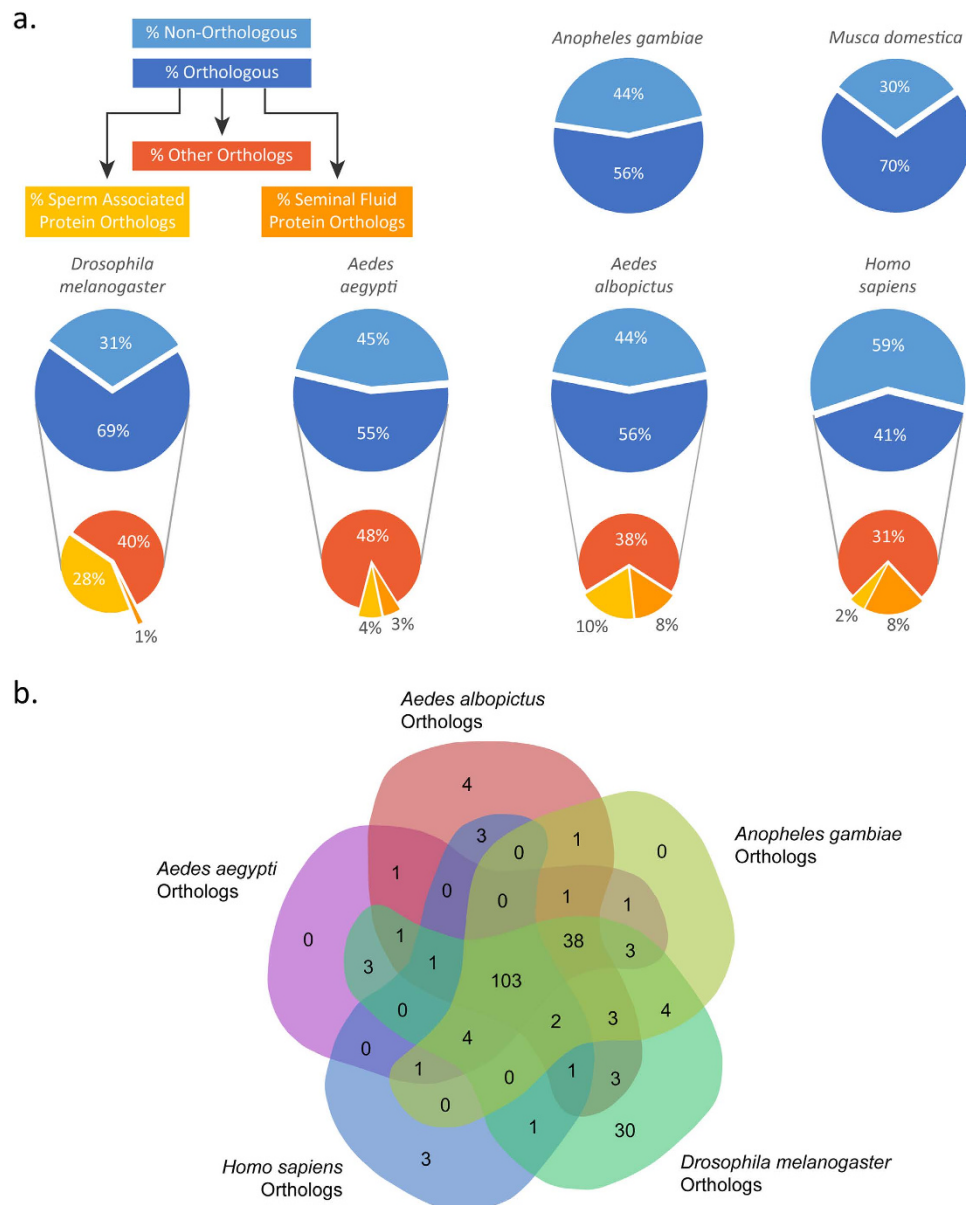 a.
% Non-Orthologous
% Orthologous
% Other Orthologs
% Sperm Associated
Protein Orthologs
% Seminal Fluid
Protein Orthologs
Anopheles gambiae
44%
56%
Musca domestica
30%
70%
Drosophila
melanogaster
31%
69%
40%
28%
1%
Aedes
aegypti
45%
55%
48%
4%
3%
Aedes
albopictus
44%
56%
38%
10%
8%
Homo
sapiens
59%
41%
31%
2%
8%
b.
Aedes albopictus
Orthologs
Anopheles gambiae
Orthologs
Aedes aegypti
Orthologs
Homo sapiens
Orthologs
Drosophila melanogaster
Orthologs
4
3
0
1
0
1
0
0
1
1
0
1
38
3
3
1
103
0
4
2
3
4
0
1
0
1
3
0
3
1
30